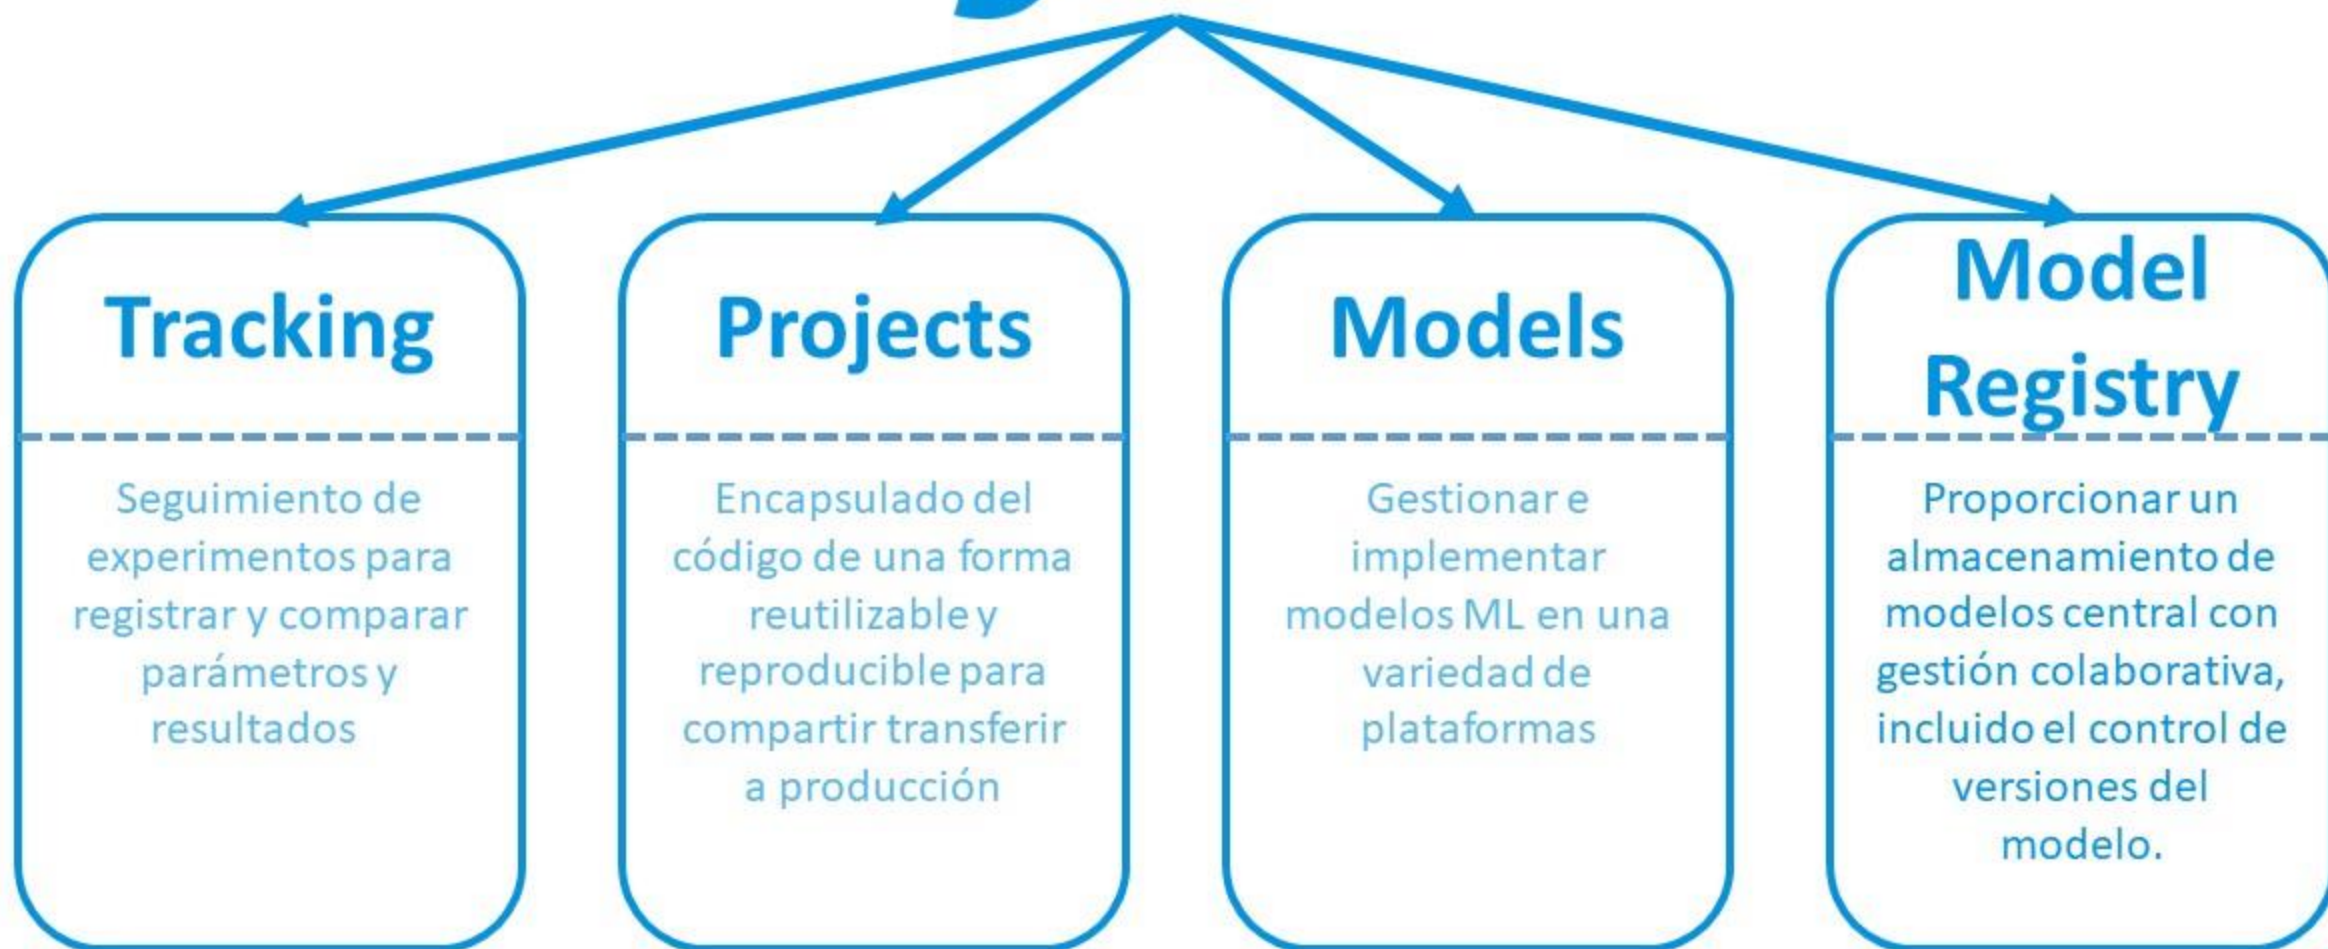 Tracking
Seguimiento de
experimentos para
registrar y comparar
parámetros y
resultados
Projects
Encapsulado del
código de una forma
reutilizable y
reproducible para
compartir transferir
a producción
Models
Gestionar e
implementar
modelos ML en una
variedad de
plataformas
Model
Registry
Proporcionar un
almacenamiento de
modelos central con
gestión colaborativa,
incluido el control de
versiones del
modelo.